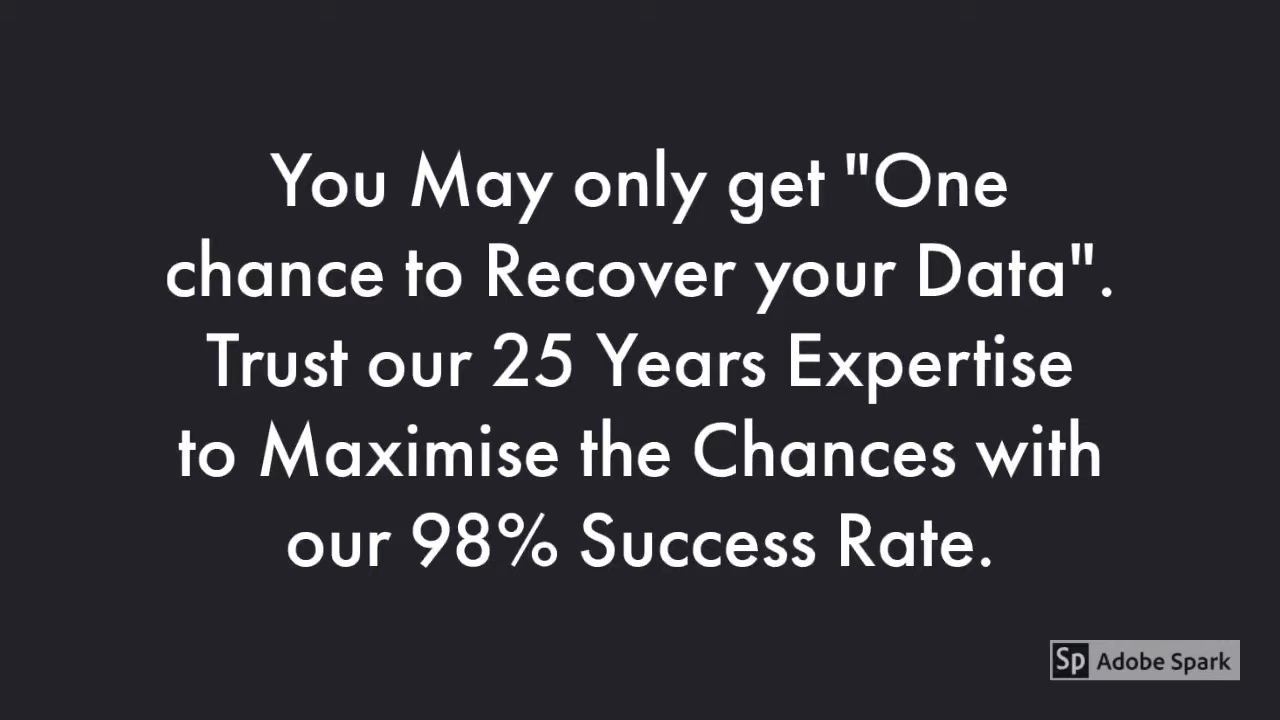 You May only get "One
chance to Recover your Data".
Trust our 25 Years Expertise
to Maximise the Chances with
our 98% Success Rate.
Sp Adobe Spark